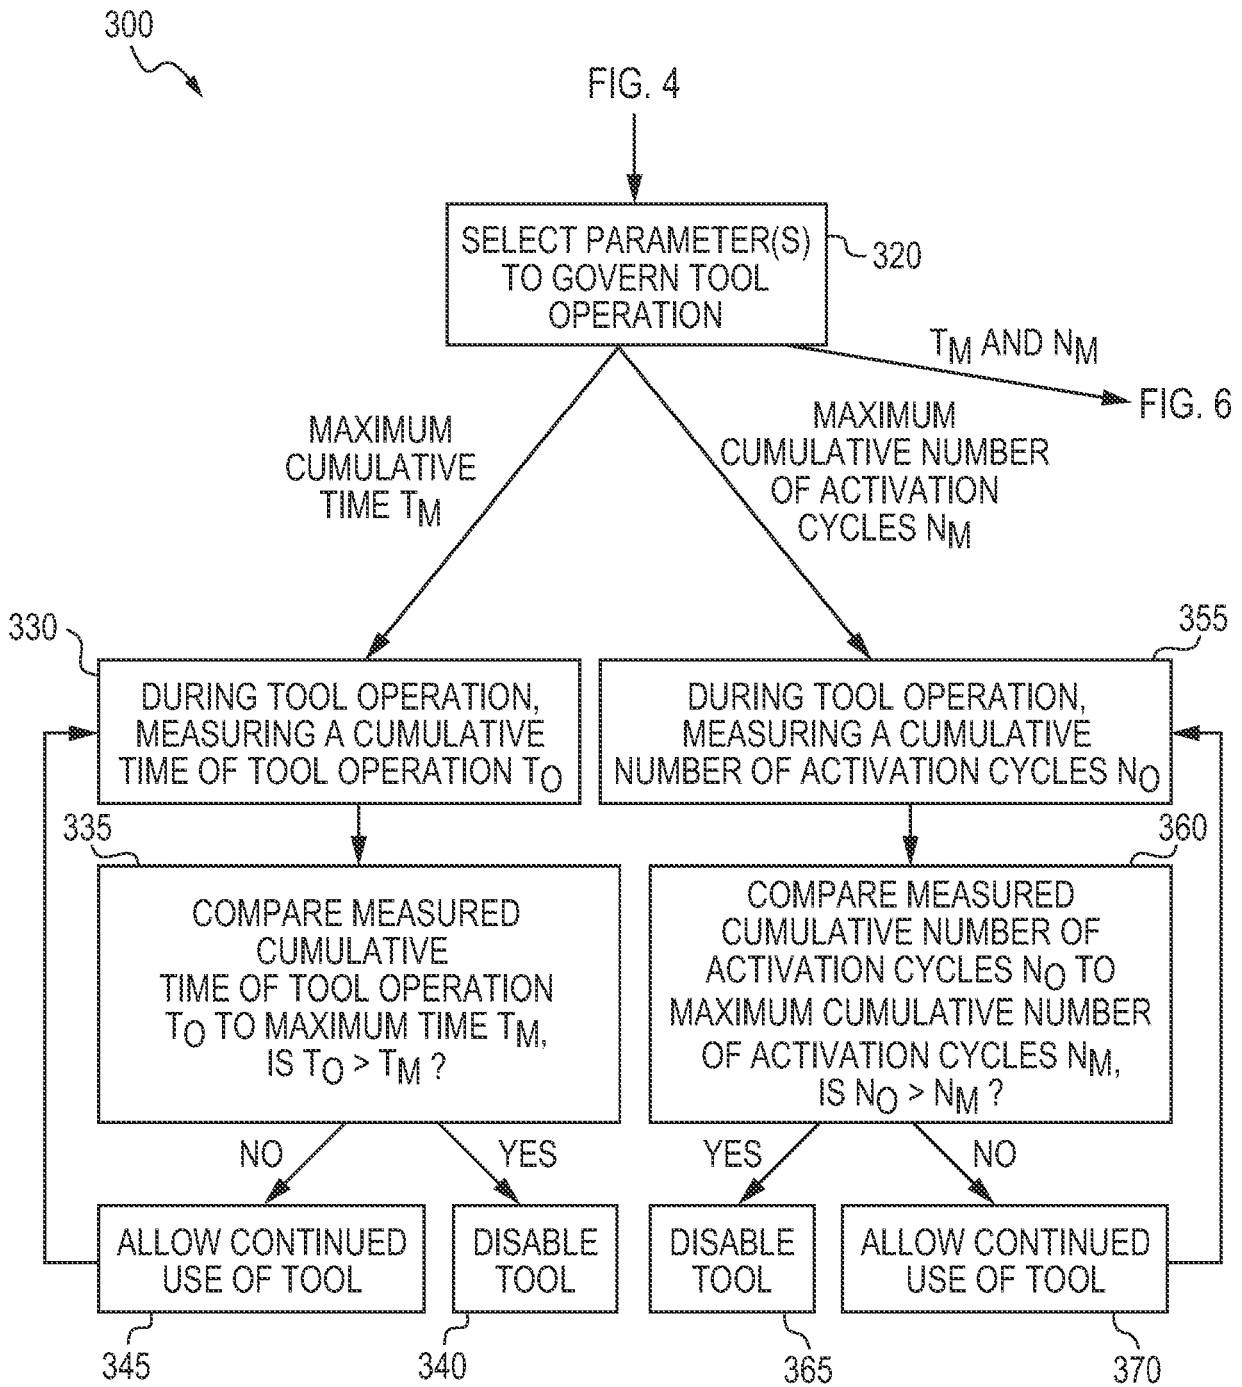 300
FIG. 4
SELECT PARAMETER(S)
TO GOVERN TOOL
OPERATION
320
TM AND NM
FIG. 6
MAXIMUM
CUMULATIVE
TIME TM
MAXIMUM
CUMULATIVE NUMBER
OF ACTIVATION
CYCLES NM
330
DURING TOOL OPERATION,
MEASURING A CUMULATIVE
TIME OF TOOL OPERATION TO
355
DURING TOOL OPERATION,
MEASURING A CUMULATIVE
NUMBER OF ACTIVATION CYCLES NO
335
COMPARE MEASURED
CUMULATIVE
TIME OF TOOL OPERATION
TO TO MAXIMUM TIME TM,
IS TO > TM ?
360
COMPARE MEASURED
CUMULATIVE NUMBER OF
ACTIVATION CYCLES NO TO
MAXIMUM CUMULATIVE NUMBER
OF ACTIVATION CYCLES NM,
IS NO > NM ?
NO
YES
YES
NO
ALLOW CONTINUED
USE OF TOOL
DISABLE
TOOL
DISABLE
TOOL
ALLOW CONTINUED
USE OF TOOL
345
340
365
370